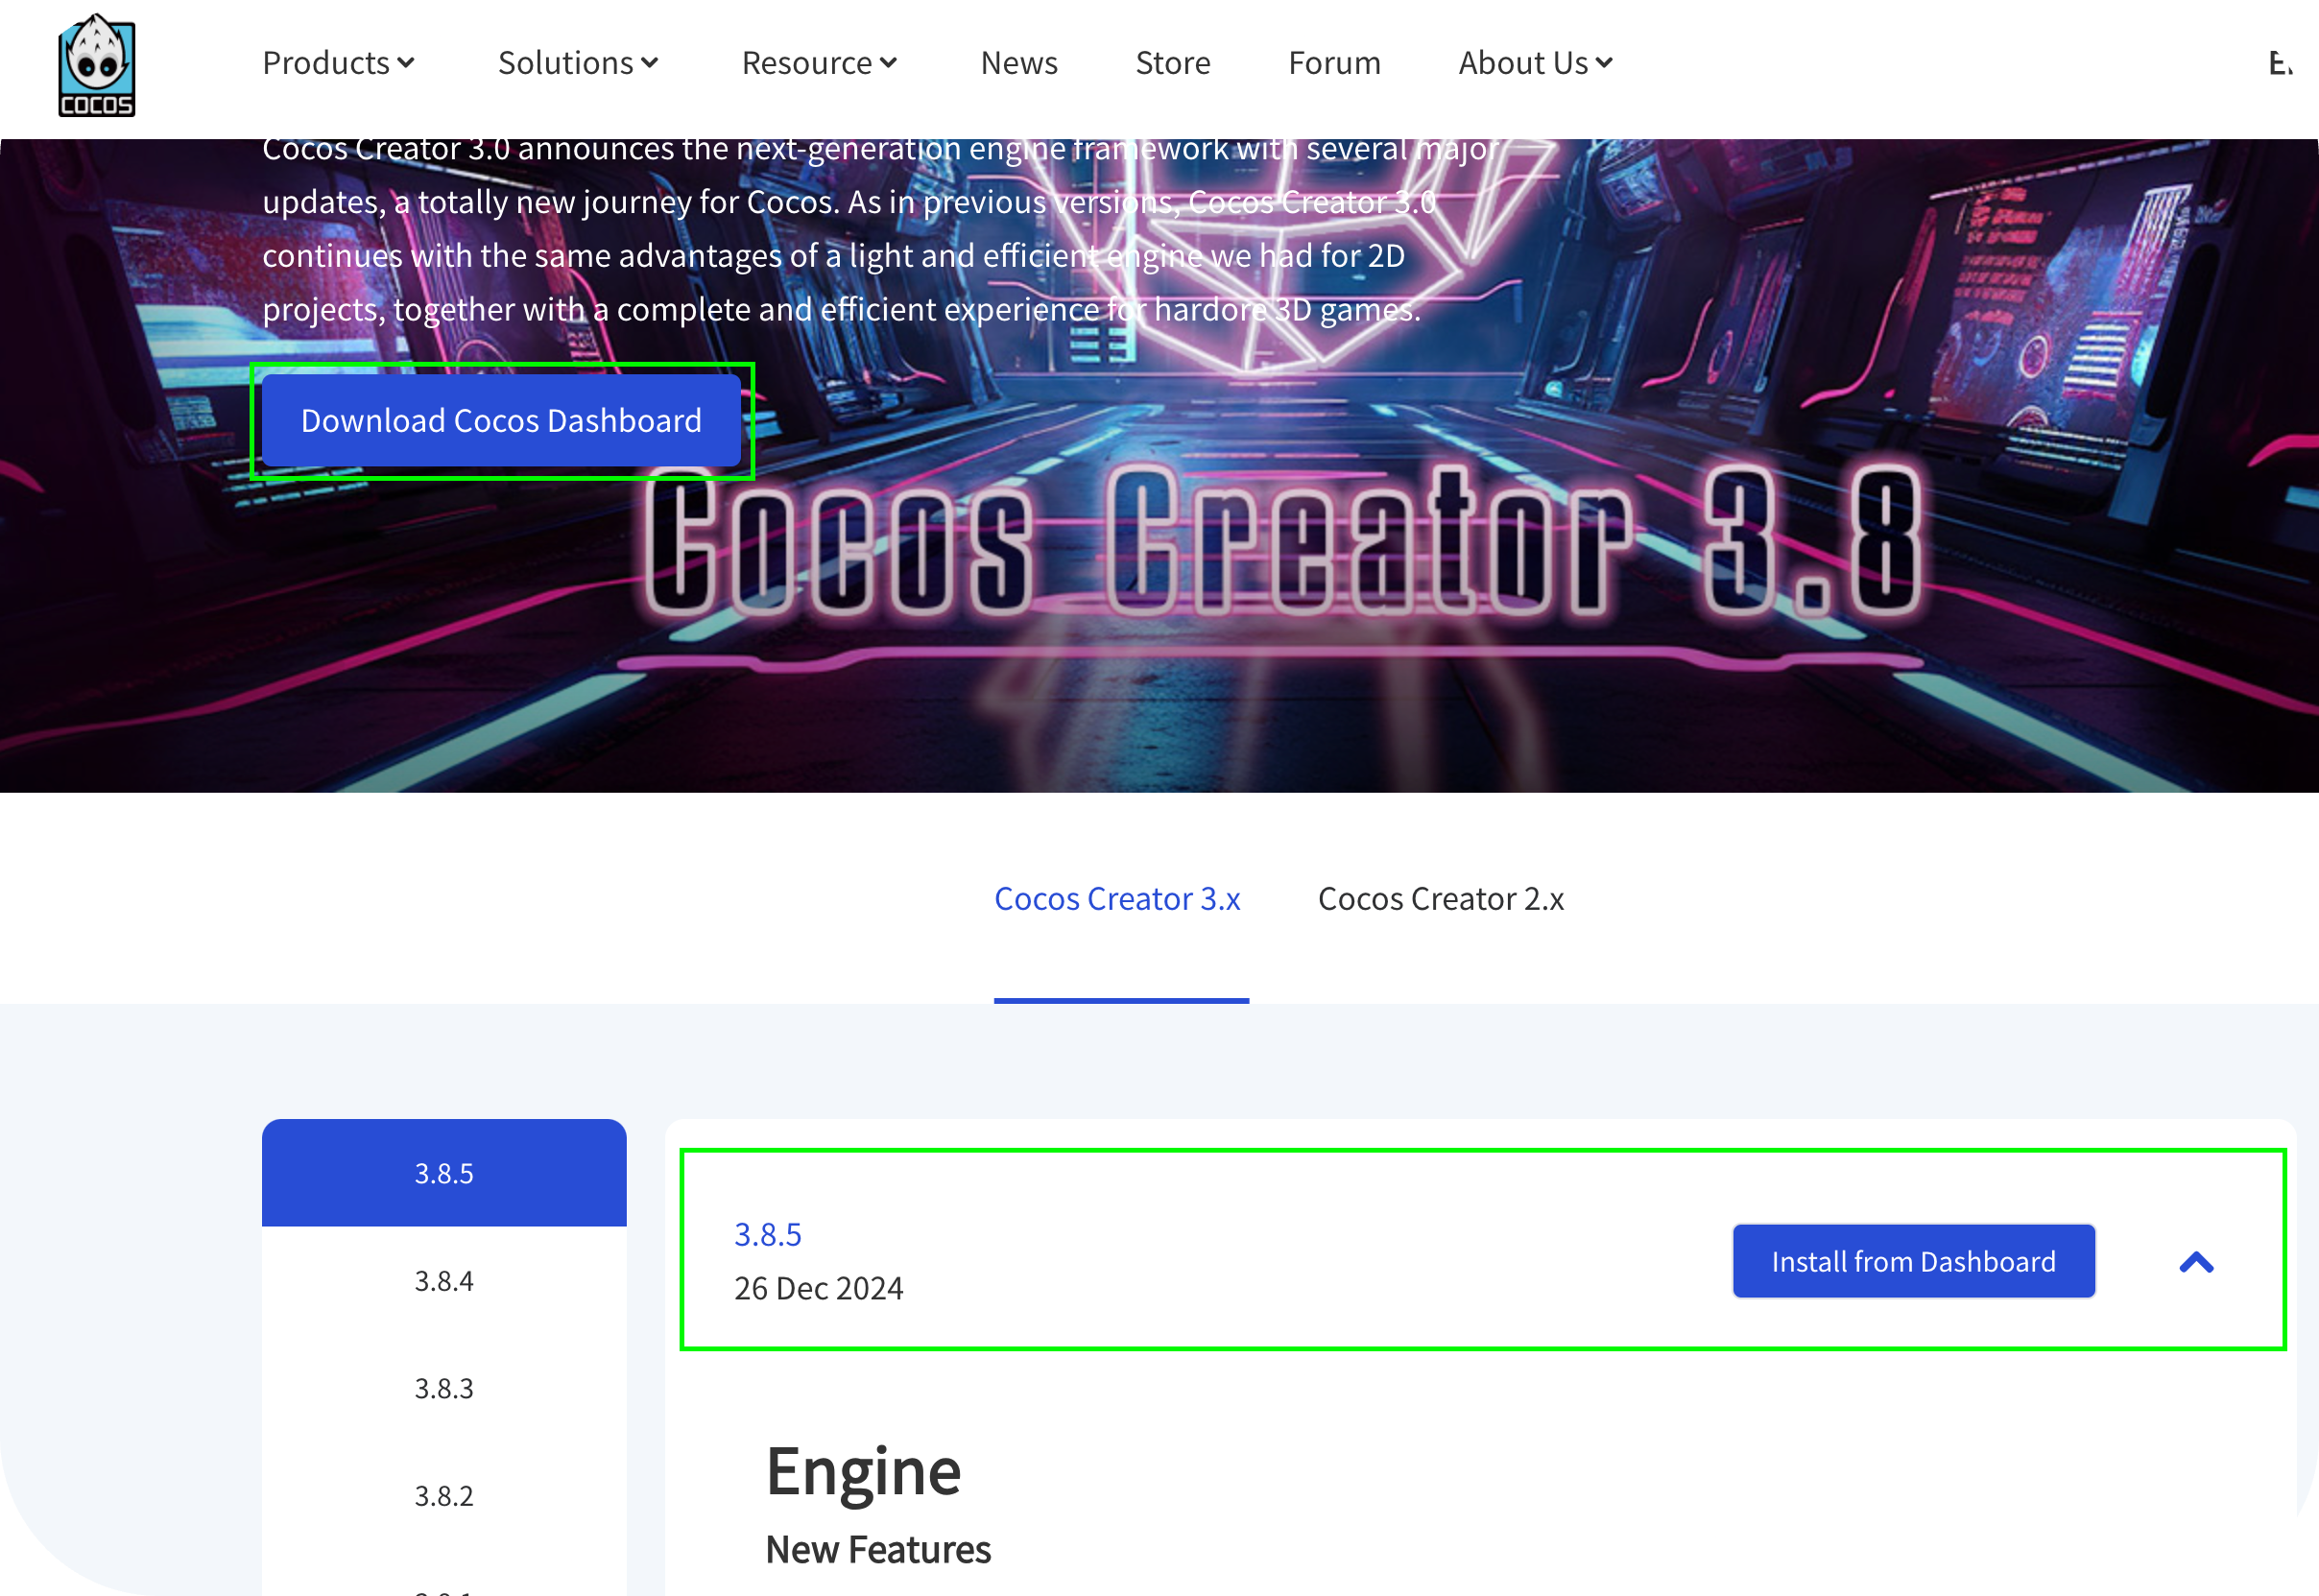 COCOS
Products
Solutions
Resource
News
Store
Forum
About Us
Cocos Creator 3.0 announces the next-generation engine framework with several major
updates, a totally new journey for Cocos. As in previous versions, Cocos Creator 3.0
continues with the same advantages of a light and efficient engine we had for 2D
projects, together with a complete and efficient experience for hardore 3D games.
Download Cocos Dashboard
Cocos Creator 3.8
Cocos Creator 3.x
Cocos Creator 2.x
3.8.5
3.8.4
3.8.3
3.8.2
3.8.5
26 Dec 2024
Install from Dashboard
Engine
New Features